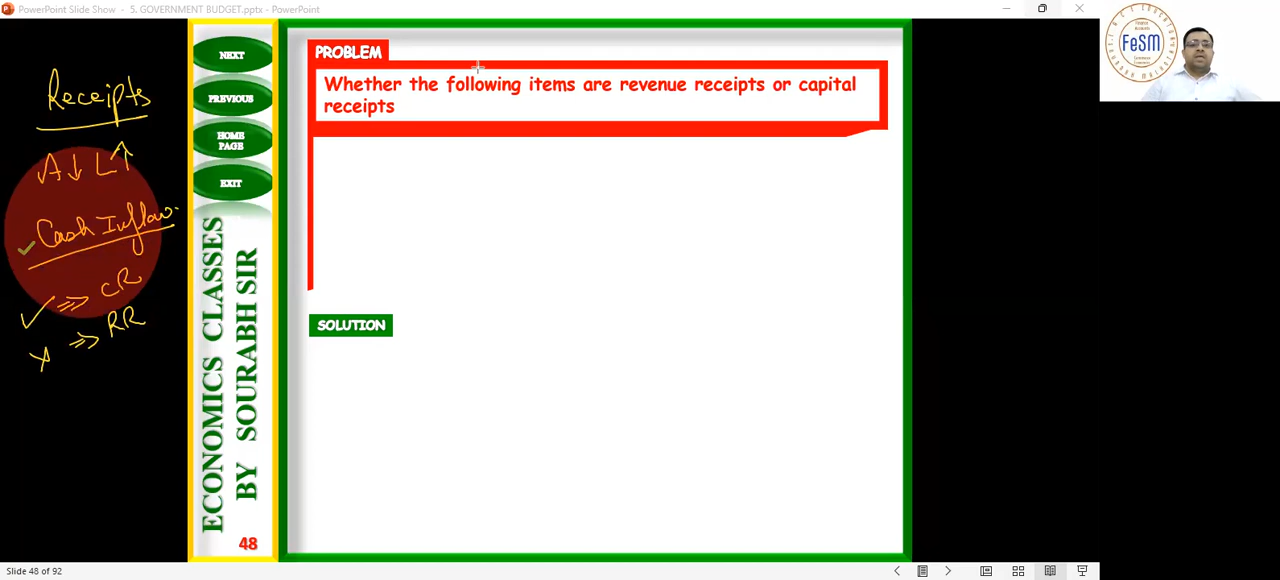 PowerPoint Slide Show - 5. GOVERNMENT BUDGET.pptx - PowerPoint
Receipts
A↓ L↑
Cash Inflow
✓ ⇒ CR
x ⇒ RR
NEXT
PREVIOUS
HOME
PAGE
EXIT
ECONOMICS CLASSES
BY SOURABH SIR
48
PROBLEM
Whether the following items are revenue receipts or capital
receipts
SOLUTION
FeSM
Slide 48 of 92